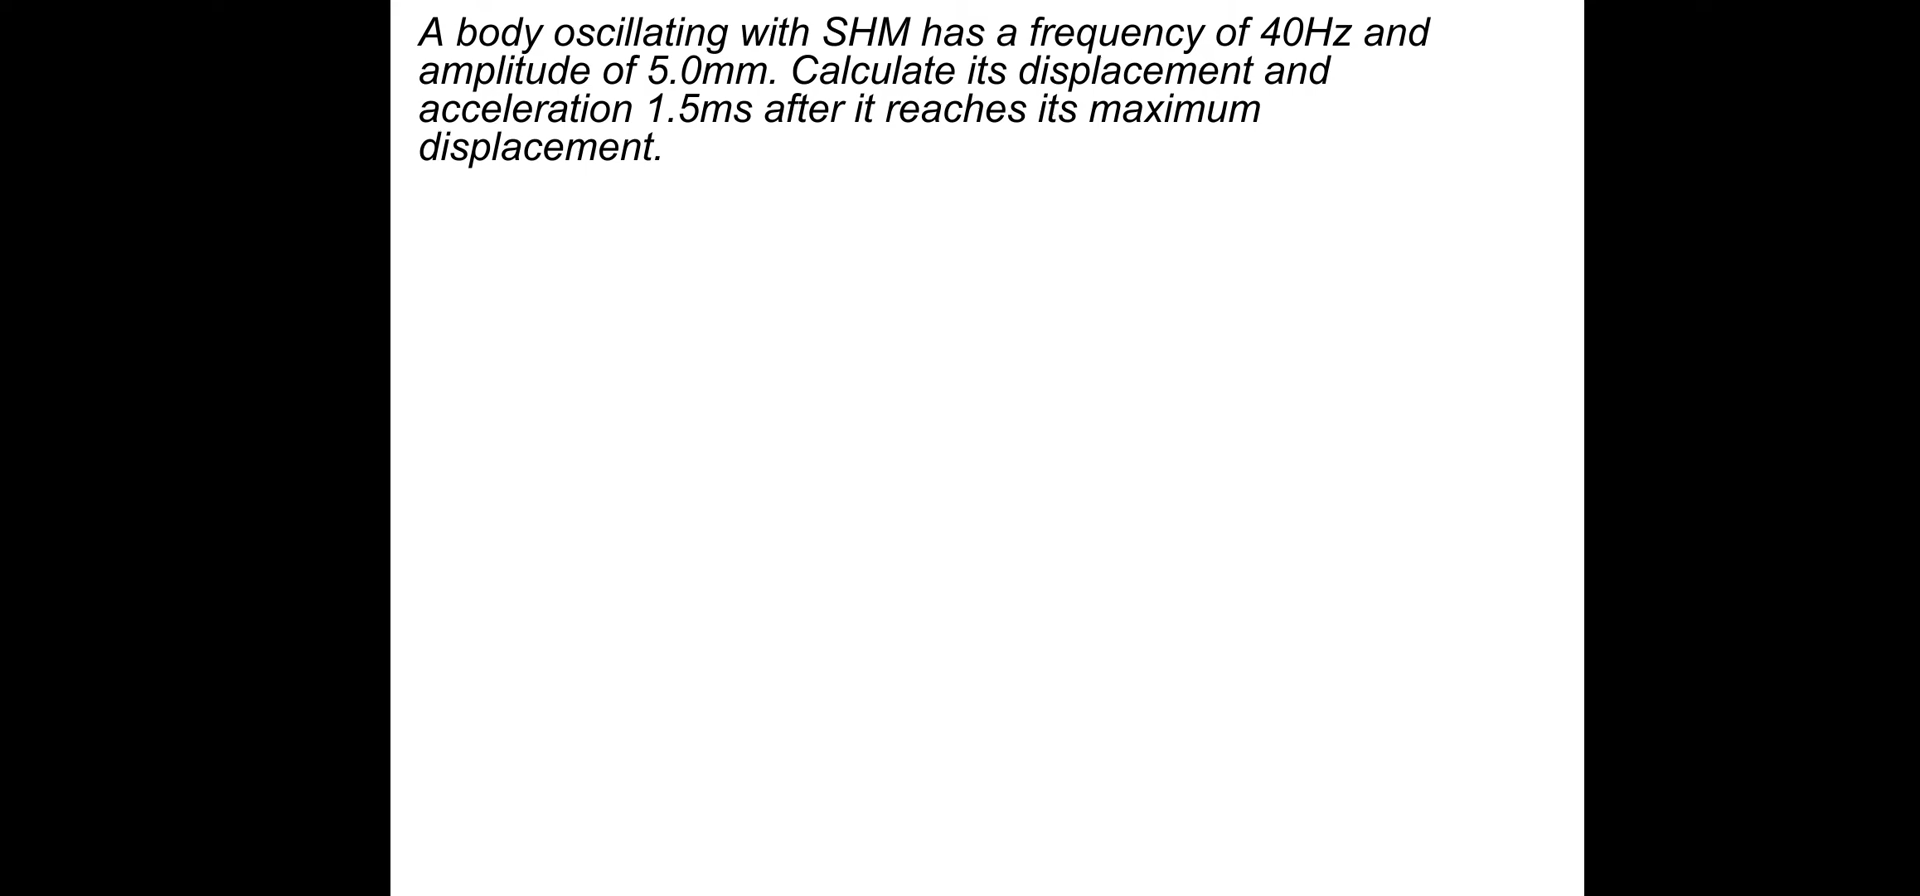 A body oscillating with SHM has a frequency of 40Hz and
amplitude of 5.0mm. Calculate its displacement and
acceleration 1.5ms after it reaches its maximum
displacement.